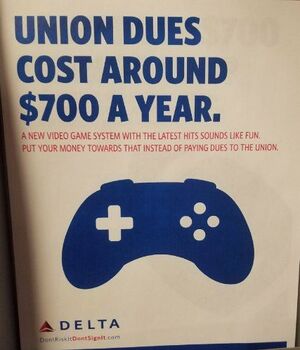 UNION DUES
COST AROUND
$700 A YEAR.
A NEW VIDEO GAME SYSTEM WITH THE LATEST HITS SOUNDS LIKE FUN.
PUT YOUR MONEY TOWARDS THAT INSTEAD OF PAYING DUES TO THE UNION.
DELTA
DontRiskItDontSignIt.com